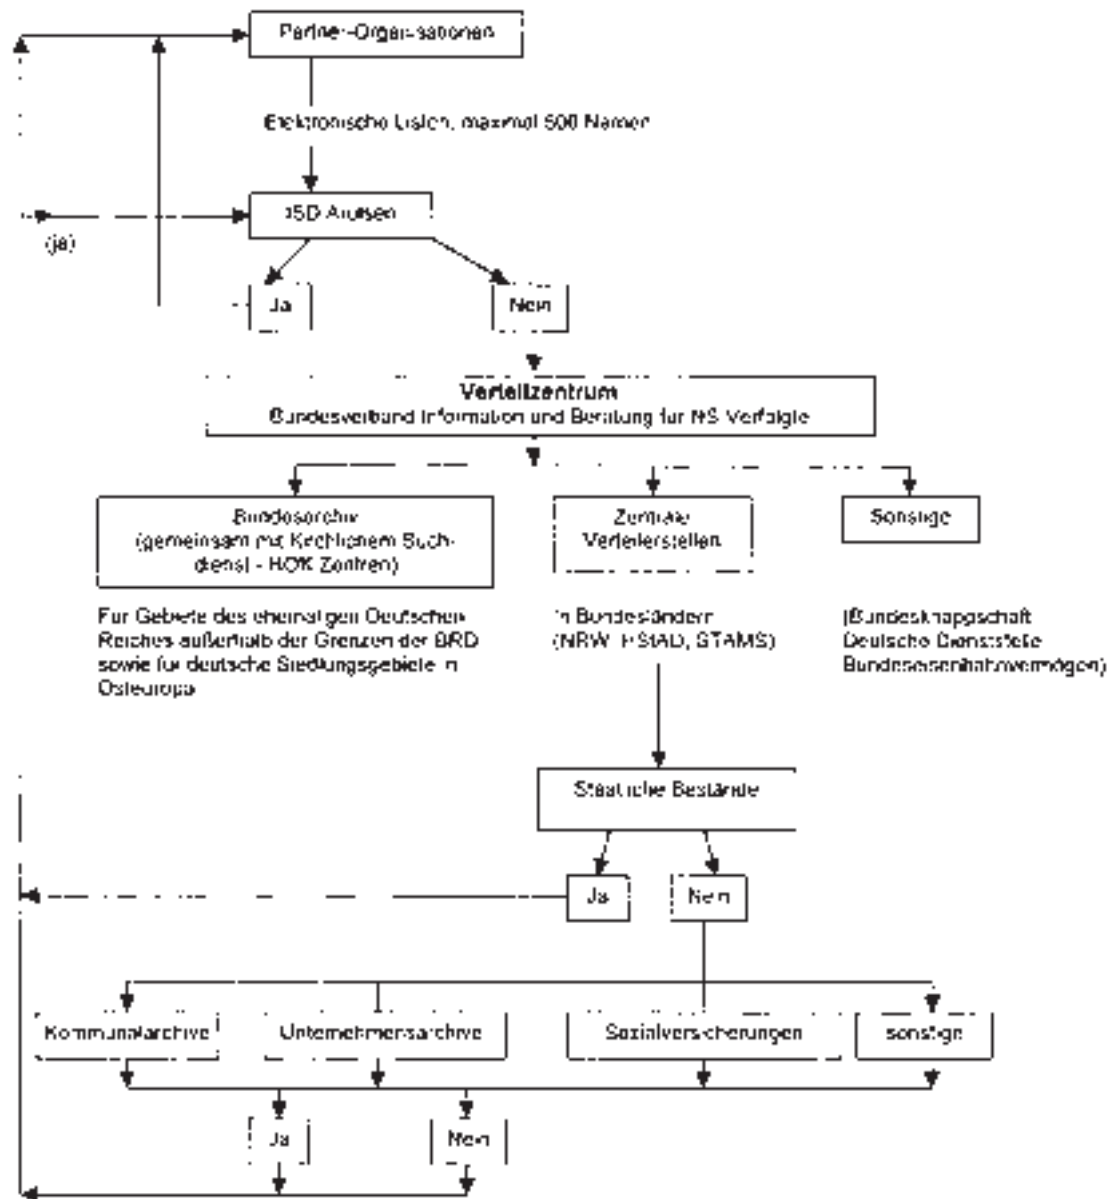 Partner-Organisationen
Elektronische Listen, maximal 500 Namen
ISD Arolsen
(ja)
Ja
Nein
Verteilzentrum
Bundesverband Information und Beratung für NS Verfolgte
Bundesarchiv
(gemeinsam mit Kirchlichem Such-
dienst - HOK Zentren)
Zentrale
Verteilerstellen
Sonstige
Für Gebiete des ehemaligen Deutschen
Reiches außerhalb der Grenzen der BRD
sowie für deutsche Siedlungsgebiete in
Osteuropa
in Bundesländern
(NRW HStAD, STAMS)
(Bundesknappschaft
Deutsche Dienststelle
Bundeseisenbahnvermögen)
Staatliche Bestände
Ja
Nein
Kommunalarchive
Unternehmensarchive
Sozialversicherungen
sonstige
Ja
Nein